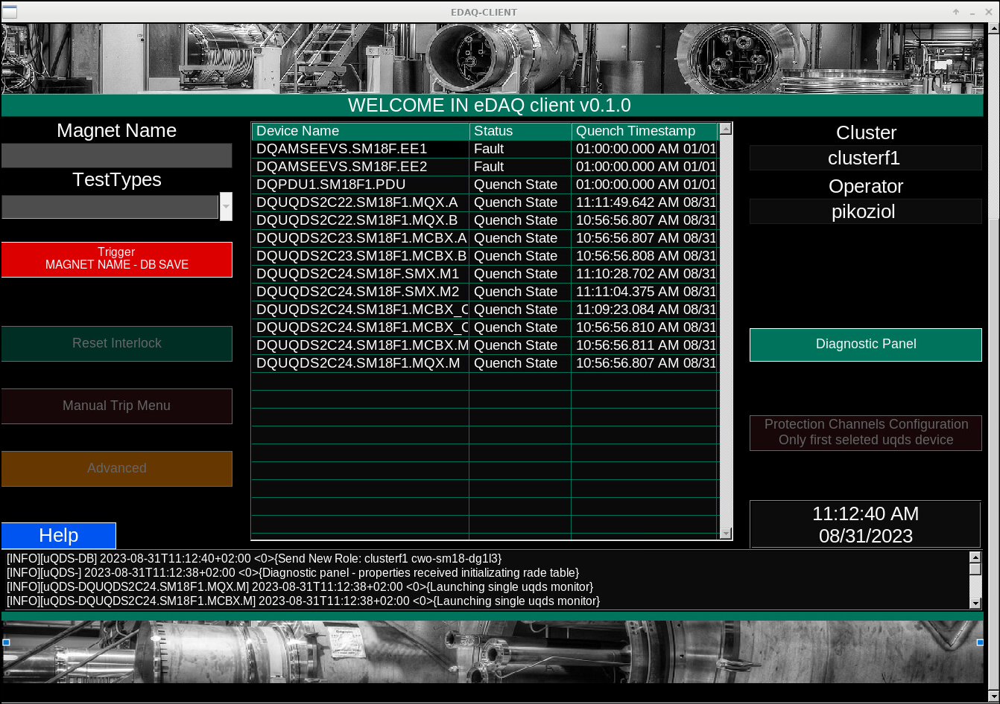 EDAQ-CLIENT
WELCOME IN eDAQ client v0.1.0
Magnet Name
TestTypes
Trigger
MAGNET NAME - DB SAVE
Reset Interlock
Manual Trip Menu
Advanced
Help
Device Name Status Quench Timestamp
DQAMSEEVS.SM18F.EE1 Fault 01:00:00.000 AM 01/01
DQAMSEEVS.SM18F.EE2 Fault 01:00:00.000 AM 01/01
DQPDU1.SM18F1.PDU Quench State 01:00:00.000 AM 01/01
DQUQDS2C22.SM18F1.MQX.A Quench State 11:11:49.642 AM 08/31
DQUQDS2C22.SM18F1.MQX.B Quench State 10:56:56.807 AM 08/31
DQUQDS2C23.SM18F1.MCBX.A Quench State 10:56:56.807 AM 08/31
DQUQDS2C23.SM18F1.MCBX.B Quench State 10:56:56.808 AM 08/31
DQUQDS2C24.SM18F.SMX.M1 Quench State 11:10:28.702 AM 08/31
DQUQDS2C24.SM18F.SMX.M2 Quench State 11:11:04.375 AM 08/31
DQUQDS2C24.SM18F1.MCBX_C Quench State 11:09:23.084 AM 08/31
DQUQDS2C24.SM18F1.MCBX_C Quench State 10:56:56.810 AM 08/31
DQUQDS2C24.SM18F1.MCBX.M Quench State 10:56:56.811 AM 08/31
DQUQDS2C24.SM18F1.MQX.M Quench State 10:56:56.807 AM 08/31
Cluster
clusterf1
Operator
pikoziol
Diagnostic Panel
Protection Channels Configuration
Only first seleted uqds device
11:12:40 AM
08/31/2023
[INFO][uQDS-DB] 2023-08-31T11:12:40+02:00 <0>{Send New Role: clusterf1 cwo-sm18-dg1l3}
[INFO][uQDS-] 2023-08-31T11:12:38+02:00 <0>{Diagnostic panel - properties received initializating rade table}
[INFO][uQDS-DQUQDS2C24.SM18F1.MQX.M] 2023-08-31T11:12:38+02:00 <0>{Launching single uqds monitor}
[INFO][uQDS-DQUQDS2C24.SM18F1.MCBX.M] 2023-08-31T11:12:38+02:00 <0>{Launching single uqds monitor}